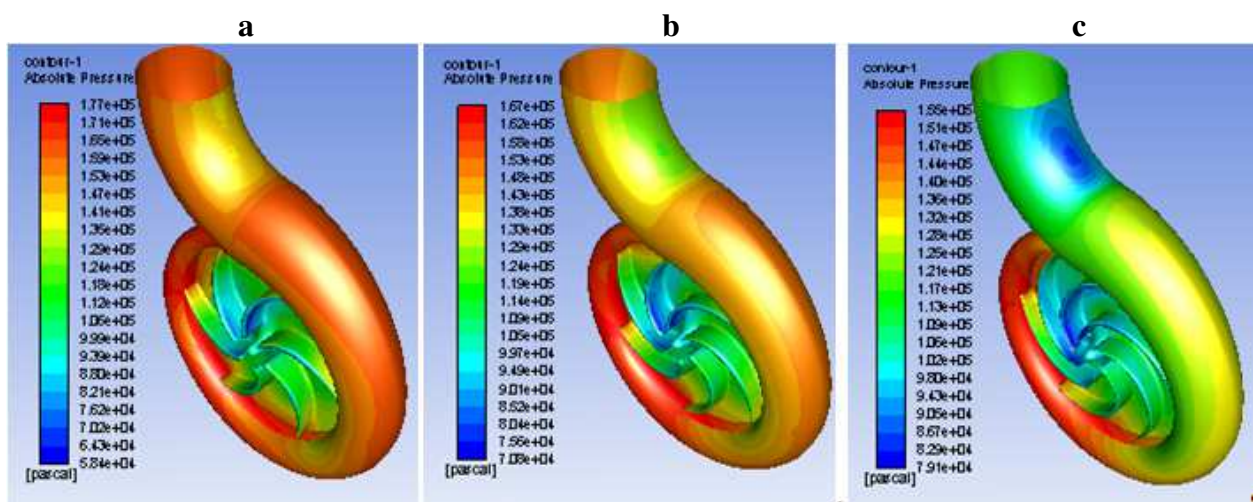 a
contour-1
Absolute Pressure
1.77e+05
1.71e+05
1.65e+05
1.59e+05
1.53e+05
1.47e+05
1.41e+05
1.35e+05
1.29e+05
1.24e+05
1.18e+05
1.12e+05
1.06e+05
9.99e+04
9.39e+04
8.80e+04
8.21e+04
7.62e+04
7.02e+04
6.43e+04
5.84e+04
[pascal]
b
contour-1
Absolute Pressure
1.67e+05
1.62e+05
1.58e+05
1.53e+05
1.48e+05
1.43e+05
1.38e+05
1.33e+05
1.29e+05
1.24e+05
1.19e+05
1.14e+05
1.09e+05
1.05e+05
9.97e+04
9.49e+04
9.01e+04
8.52e+04
8.04e+04
7.56e+04
7.08e+04
[pascal]
c
contour-1
Absolute Pressure
1.55e+05
1.51e+05
1.47e+05
1.44e+05
1.40e+05
1.36e+05
1.32e+05
1.28e+05
1.25e+05
1.21e+05
1.17e+05
1.13e+05
1.09e+05
1.06e+05
1.02e+05
9.80e+04
9.43e+04
9.05e+04
8.67e+04
8.29e+04
7.91e+04
[pascal]